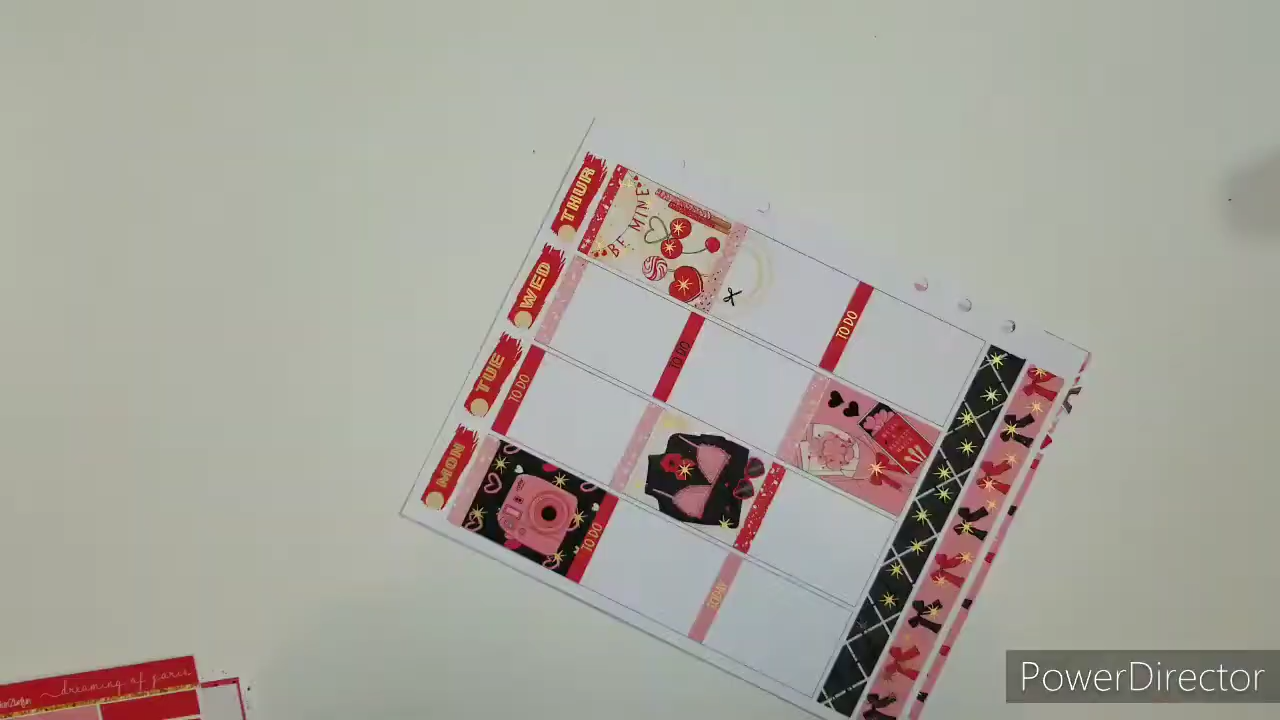 THUR
BE MINE
TO DO
WED
TO DO
TUE
TO DO
MON
TO DO
TODAY
dreaming of paris
PowerDirector